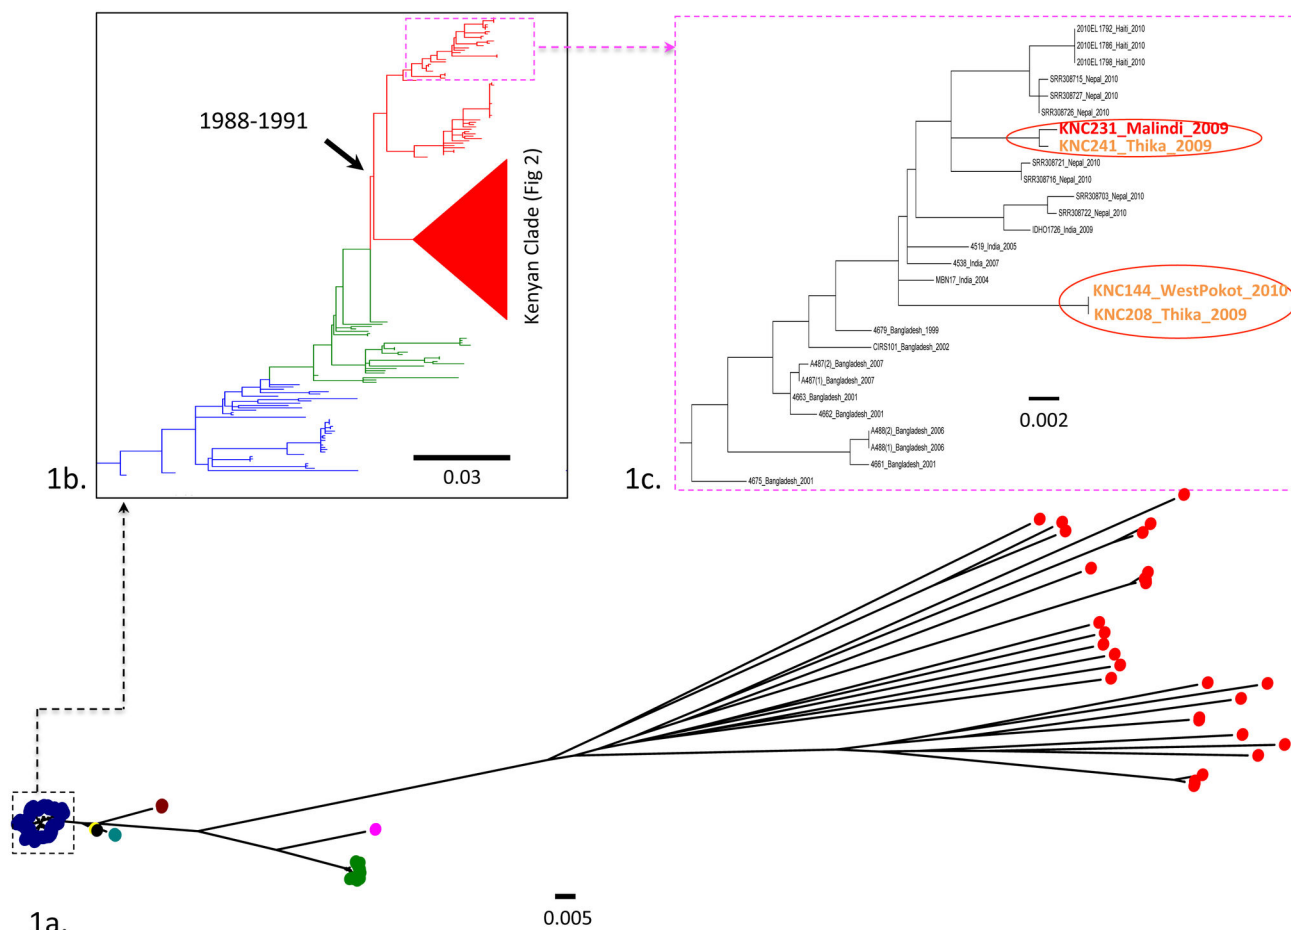 1988-1991
Kenyan Clade (Fig 2)
0.03
1b.
2010EL1792_Haiti_2010
2010EL1786_Haiti_2010
2010EL1798_Haiti_2010
SRR308715_Nepal_2010
SRR308727_Nepal_2010
SRR308726_Nepal_2010
KNC231_Malindi_2009
KNC241_Thika_2009
SRR308721_Nepal_2010
SRR308716_Nepal_2010
SRR308703_Nepal_2010
SRR308722_Nepal_2010
IDHO1726_India_2009
4519_India_2005
4538_India_2007
MBN17_India_2004
KNC144_WestPokot_2010
KNC208_Thika_2009
4679_Bangladesh_1999
CIRS101_Bangladesh_2002
A487(2)_Bangladesh_2007
A487(1)_Bangladesh_2007
4663_Bangladesh_2001
4662_Bangladesh_2001
A488(2)_Bangladesh_2006
A488(1)_Bangladesh_2006
4661_Bangladesh_2001
4675_Bangladesh_2001
0.002
1c.
0.005
1a.